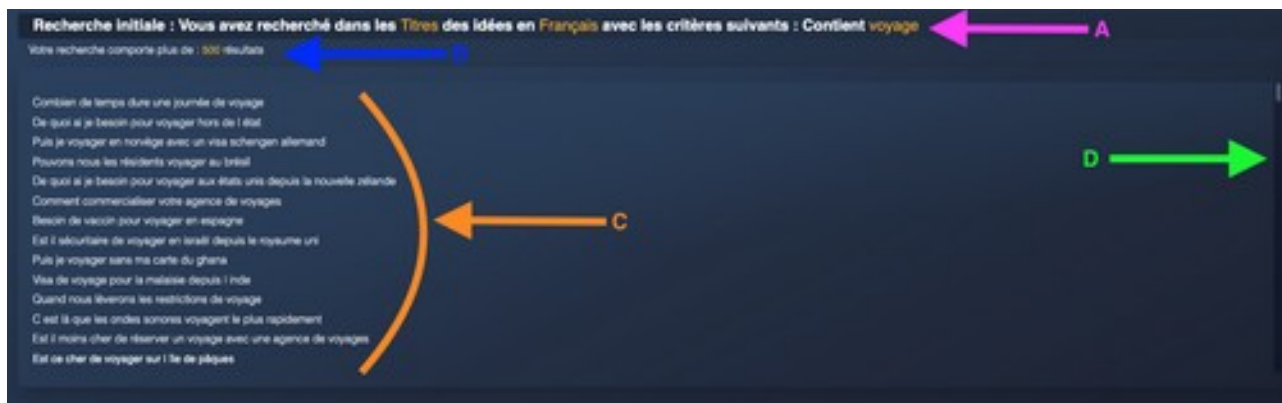 Recherche initiale : Vous avez recherché dans les Titres des idées en Français avec les critères suivants : Contient voyage
A
Votre recherche comporte plus de : 500 résultats
Combien de temps dure une journée de voyage
De quoi ai je besoin pour voyager hors de l état
Puis je voyager en norvège avec un visa schengen allemand
Pouvons nous les résidents voyager au brésil
D
De quoi ai je besoin pour voyager aux états unis depuis la nouvelle zélande
Comment commercialiser votre agence de voyages
Besoin de vaccin pour voyager en espagne
C
Est il sécuritaire de voyager en israël depuis le royaume uni
Puis je voyager sans ma carte du ghana
Visa de voyage pour la malaisie depuis l inde
Quand nous lèverons les restrictions de voyage
C est là que les ondes sonores voyagent le plus rapidement
Est il moins cher de réserver un voyage avec une agence de voyages
Est ce cher de voyager sur l île de pâques